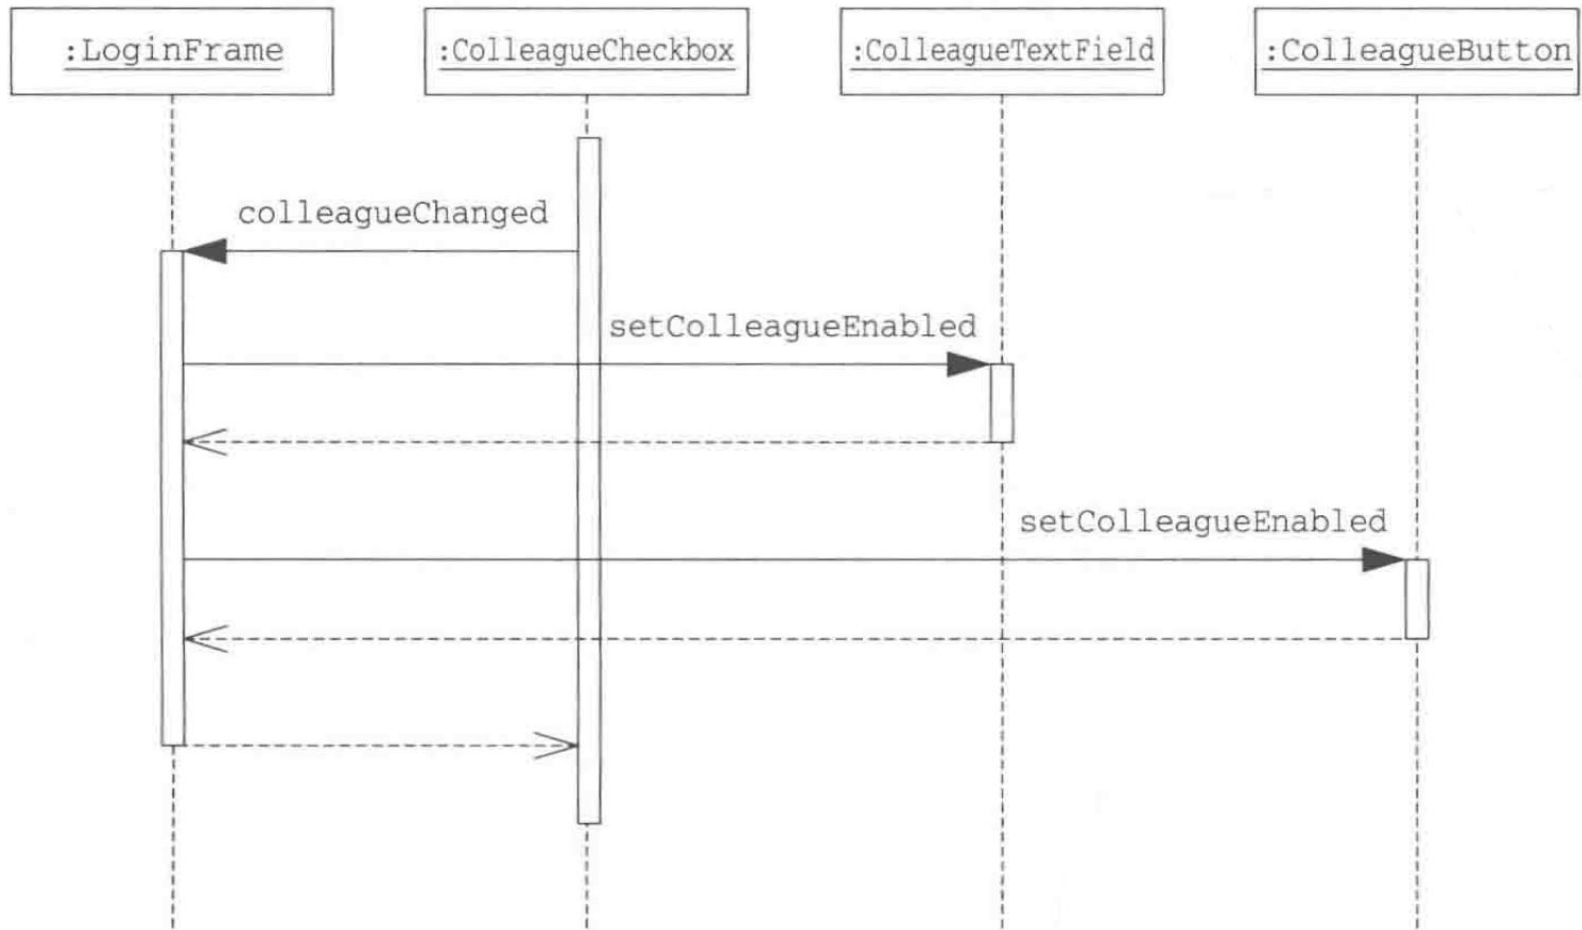 :LoginFrame
:ColleagueCheckbox
:ColleagueTextField
:ColleagueButton
colleagueChanged
setColleagueEnabled
setColleagueEnabled